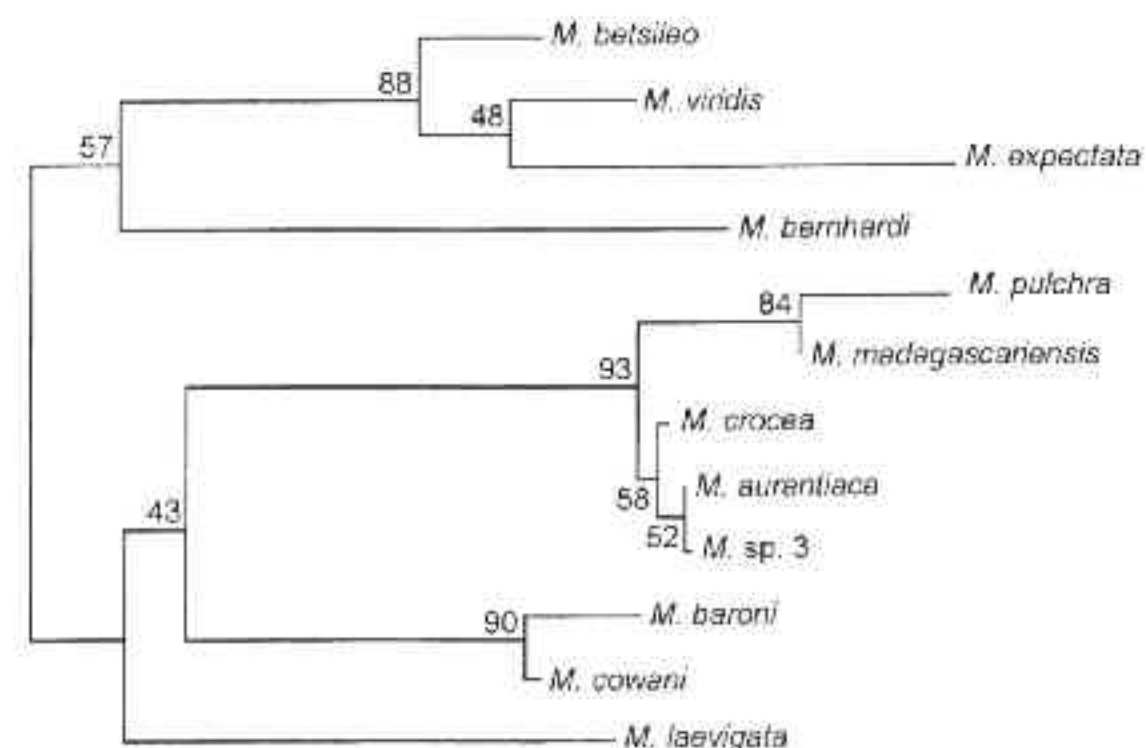 M. betsileo
88
M. viridis
48
57
M. expectata
M. bernhardi
M. pulchra
84
M. madagascariensis
93
M. crocea
M. aurantiaca
58
43
52
M. sp. 3
M. baroni
90
M. cowani
M. laevigata